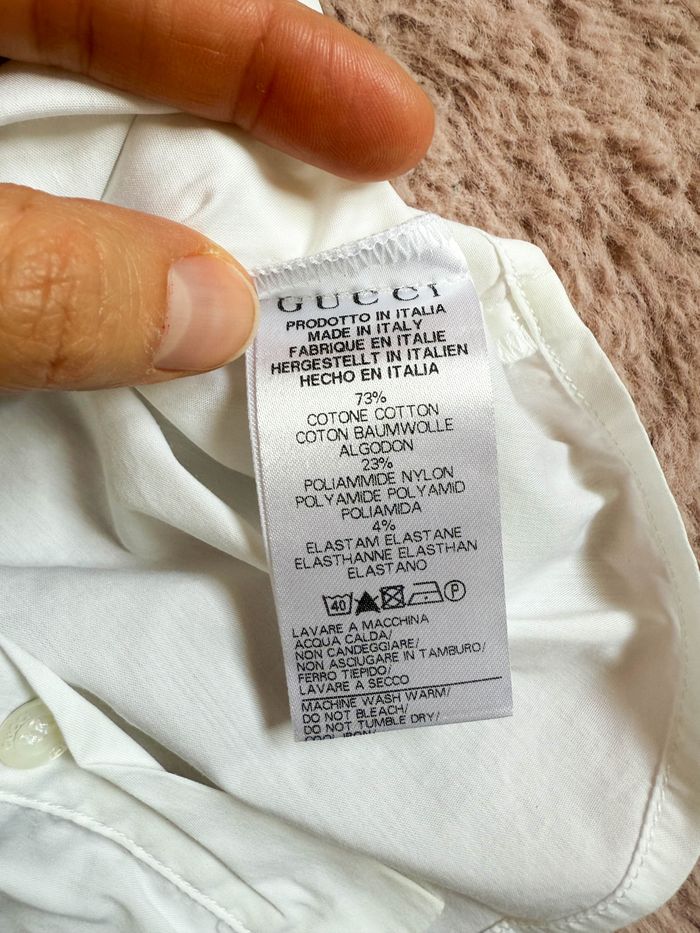 GUCCI
PRODOTTO IN ITALIA
MADE IN ITALY
FABRIQUE EN ITALIE
HERGESTELLT IN ITALIEN
HECHO EN ITALIA
73%
COTONE COTTON
COTON BAUMWOLLE
ALGODON
23%
POLIAMMIDE NYLON
POLYAMIDE POLYAMID
POLIAMIDA
4%
ELASTAM ELASTANE
ELASTHANNE ELASTHAN
ELASTANO
40 P
LAVARE A MACCHINA
ACQUA CALDA/
NON CANDEGGIARE/
NON ASCIUGARE IN TAMBURO/
FERRO TIEPIDO/
LAVARE A SECCO
MACHINE WASH WARM/
DO NOT BLEACH/
DO NOT TUMBLE DRY/
COOL IRON/